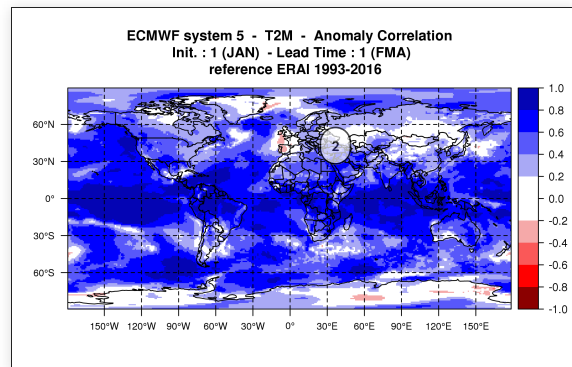 ECMWF system 5 - T2M - Anomaly Correlation
Init. : 1 (JAN) - Lead Time : 1 (FMA)
reference ERAI 1993-2016
60°N
30°N
0°
30°S
60°S
150°W 120°W 90°W 60°W 30°W 0° 30°E 60°E 90°E 120°E 150°E
1.0
0.8
0.6
0.4
0.2
0.0
-0.2
-0.4
-0.6
-0.8
-1.0
2